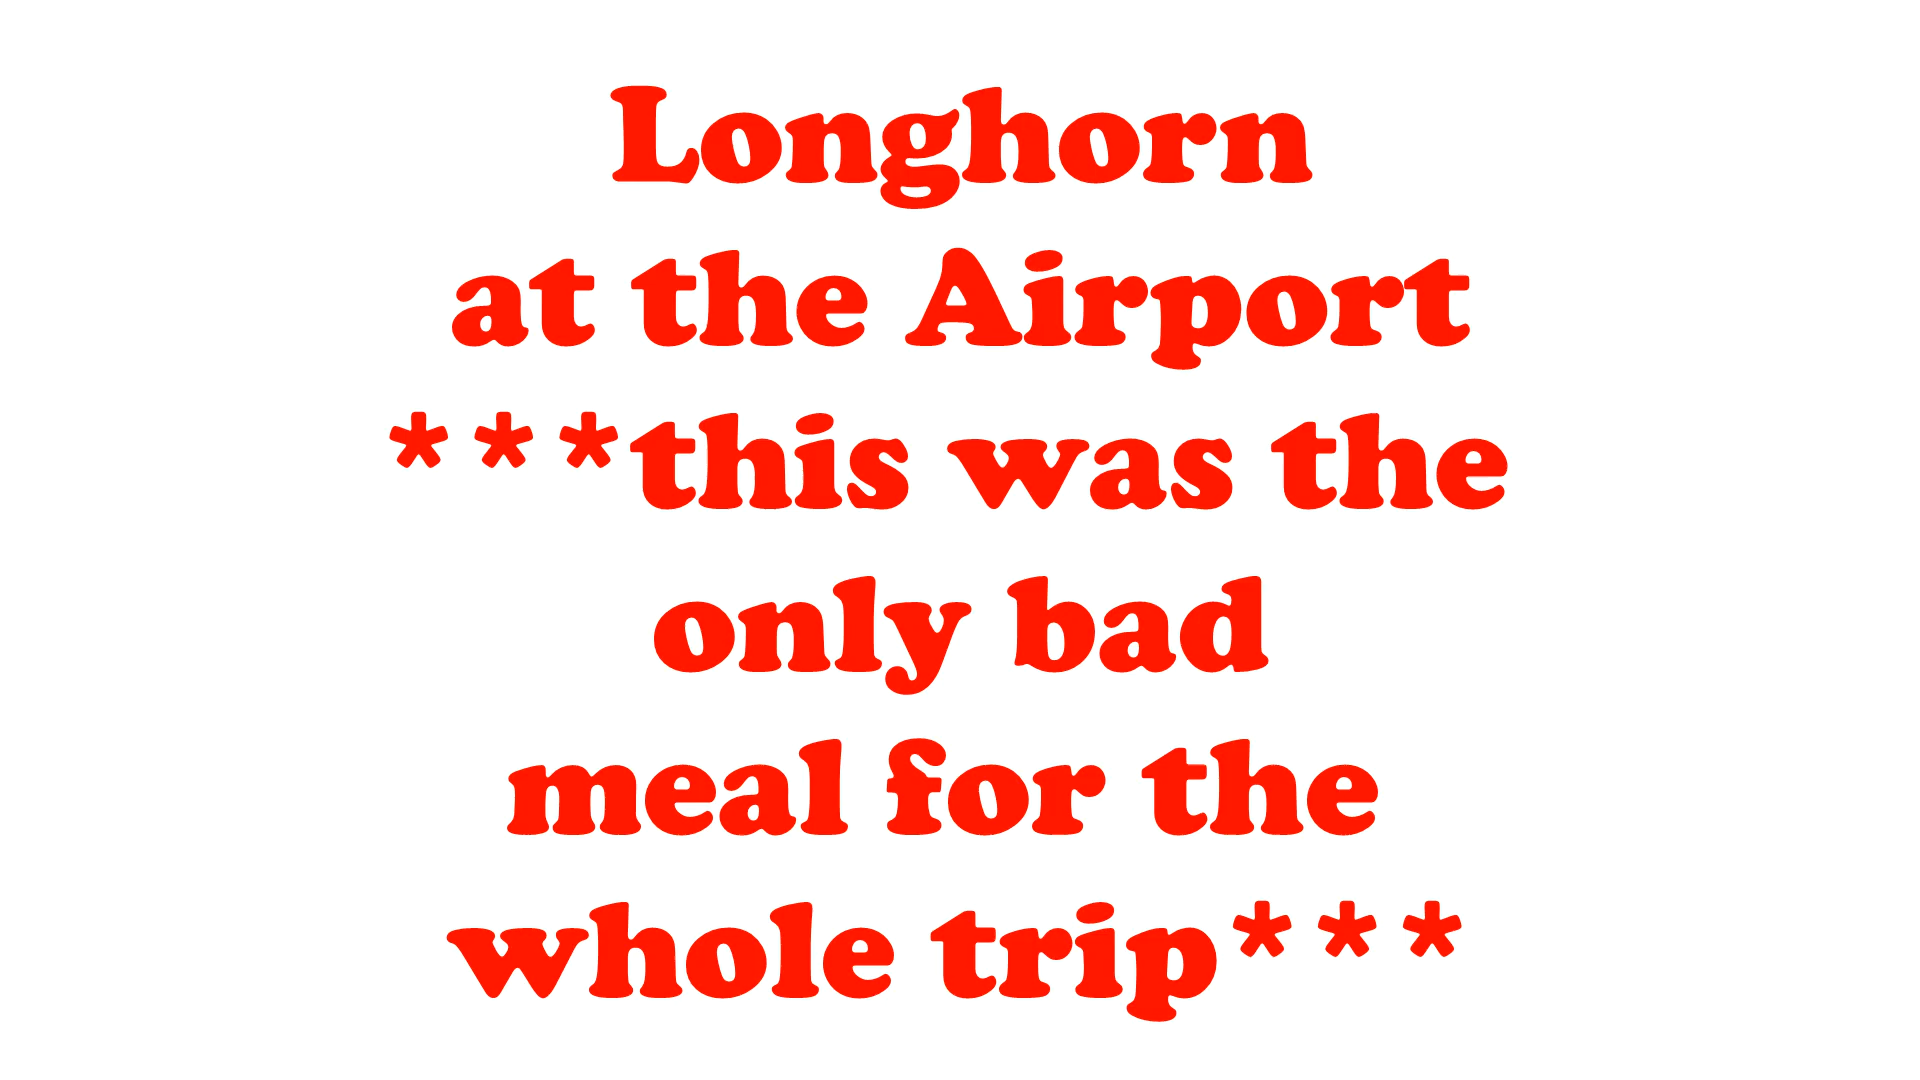 Longhorn
at the Airport
***this was the
only bad
meal for the
whole trip***